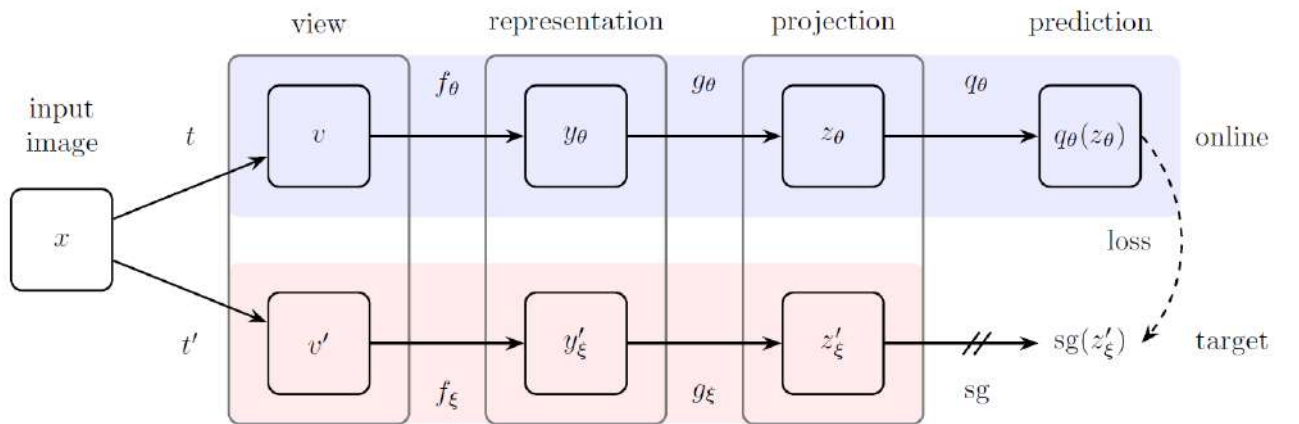 view representation projection prediction
input
image
t
f_θ
g_θ
q_θ
x
v
y_θ
z_θ
q_θ(z_θ)
online
loss
t′
v′
y′_ξ
z′_ξ
sg(z′_ξ)
target
f_ξ
g_ξ
sg